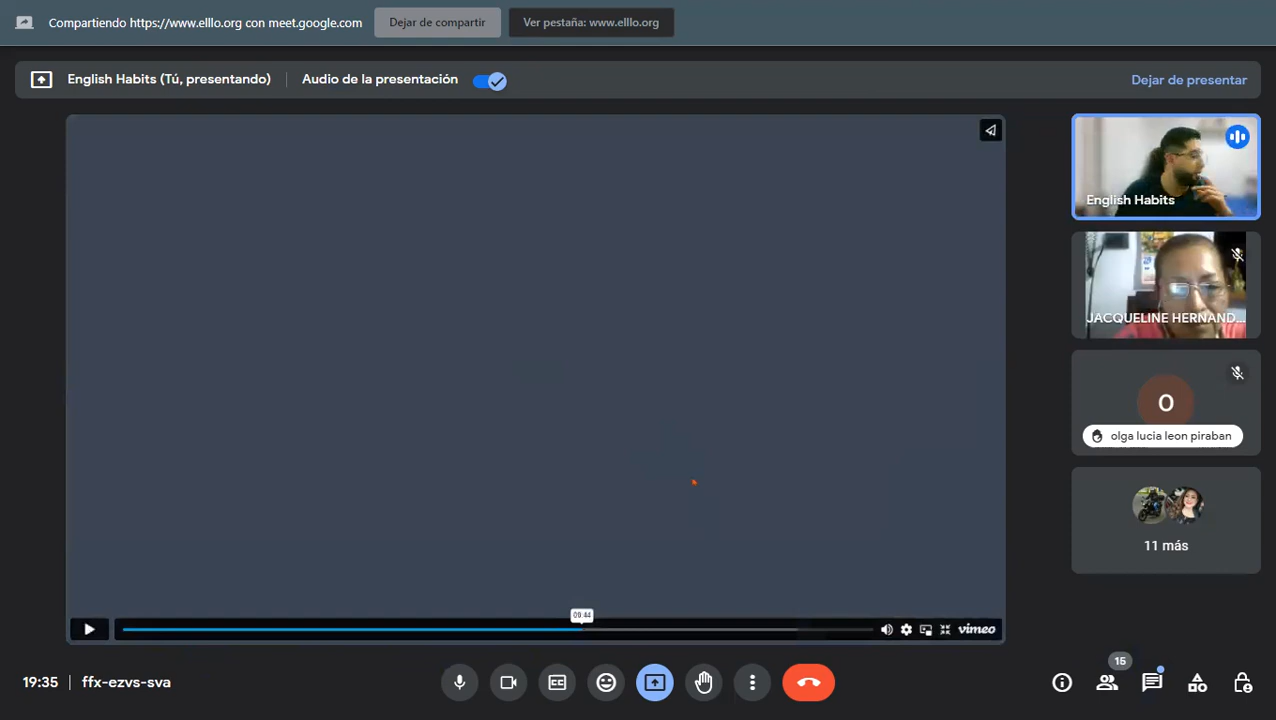 Compartiendo https://www.elllo.org con meet.google.com
Dejar de compartir
Ver pestaña: www.elllo.org
English Habits (Tú, presentando)
Audio de la presentación
Dejar de presentar
English Habits
JACQUELINE HERNAND...
O
olga lucia leon piraban
11 más
09:44
vimeo
19:35
ffx-ezvs-sva
15